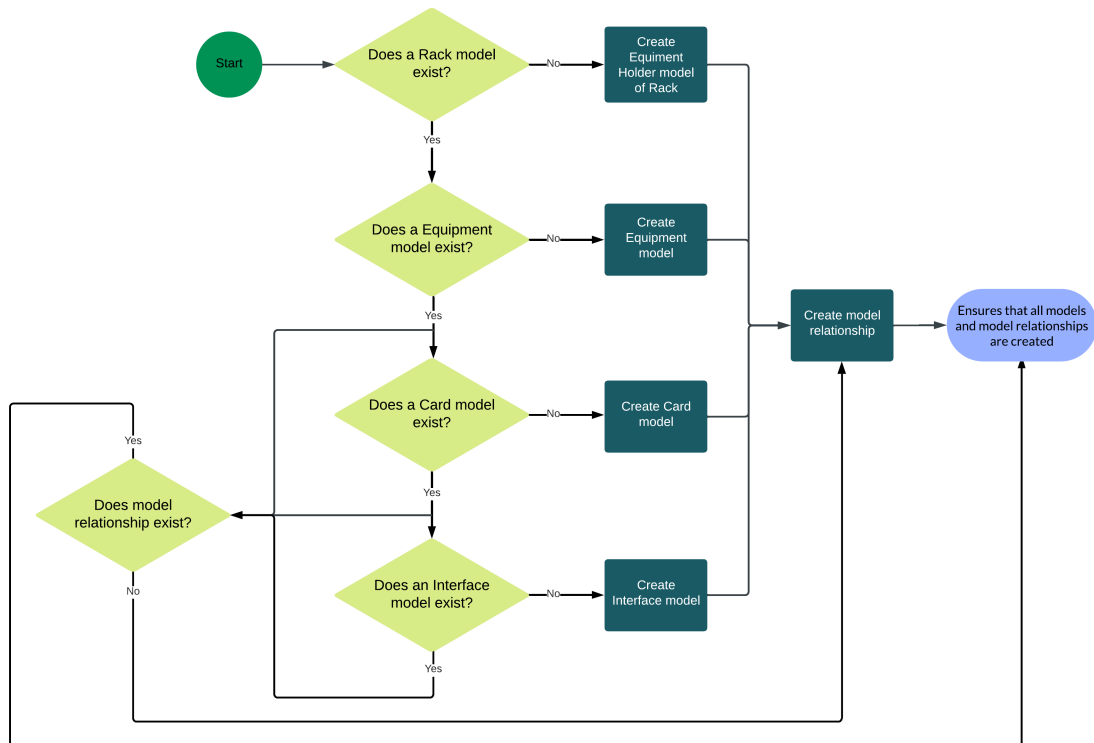 Start
Does a Rack model
exist?
No
Create
Equiment
Holder model
of Rack
Yes
Does a Equipment
model exist?
No
Create
Equipment
model
Yes
Create model
relationship
Ensures that all models
and model relationships
are created
Does a Card model
exist?
No
Create Card
model
Yes
Yes
Does model
relationship exist?
No
Does an Interface
model exist?
No
Create
Interface model
Yes